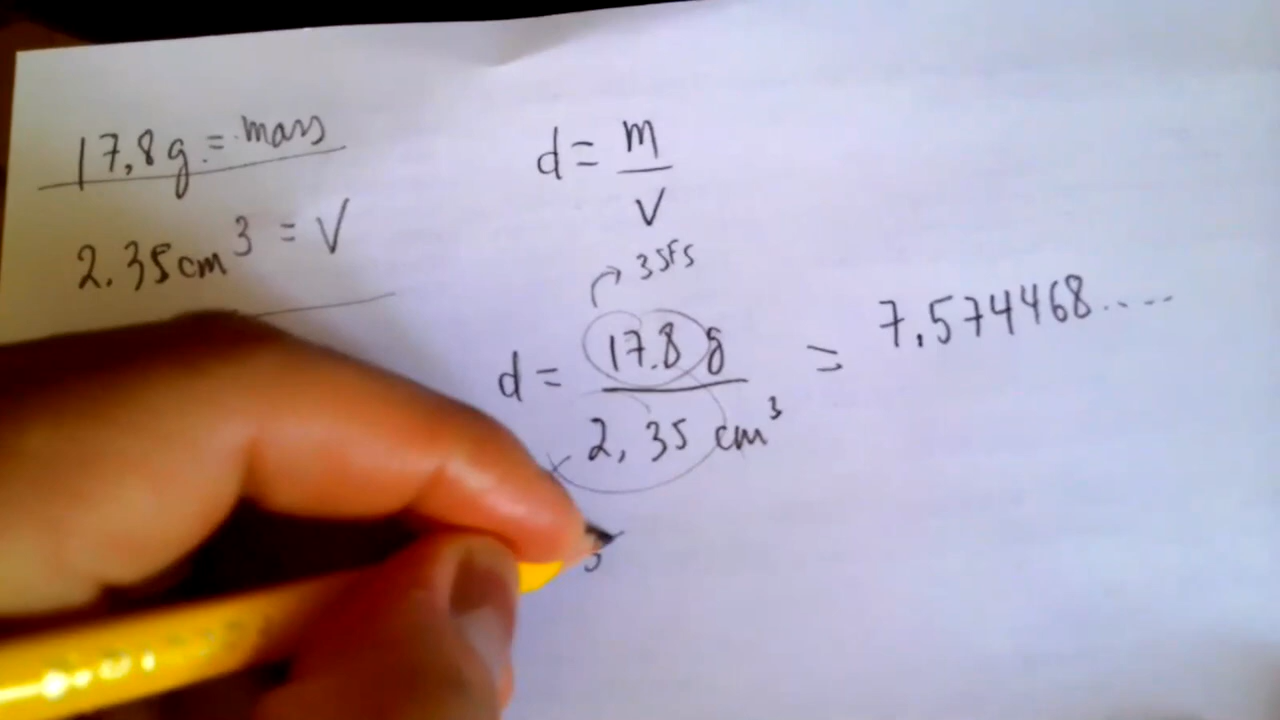 17,8g = mass
2.35cm³ = V
d = m
V
3SFs
d = 17.8 g = 7.574468....
2,35 cm³